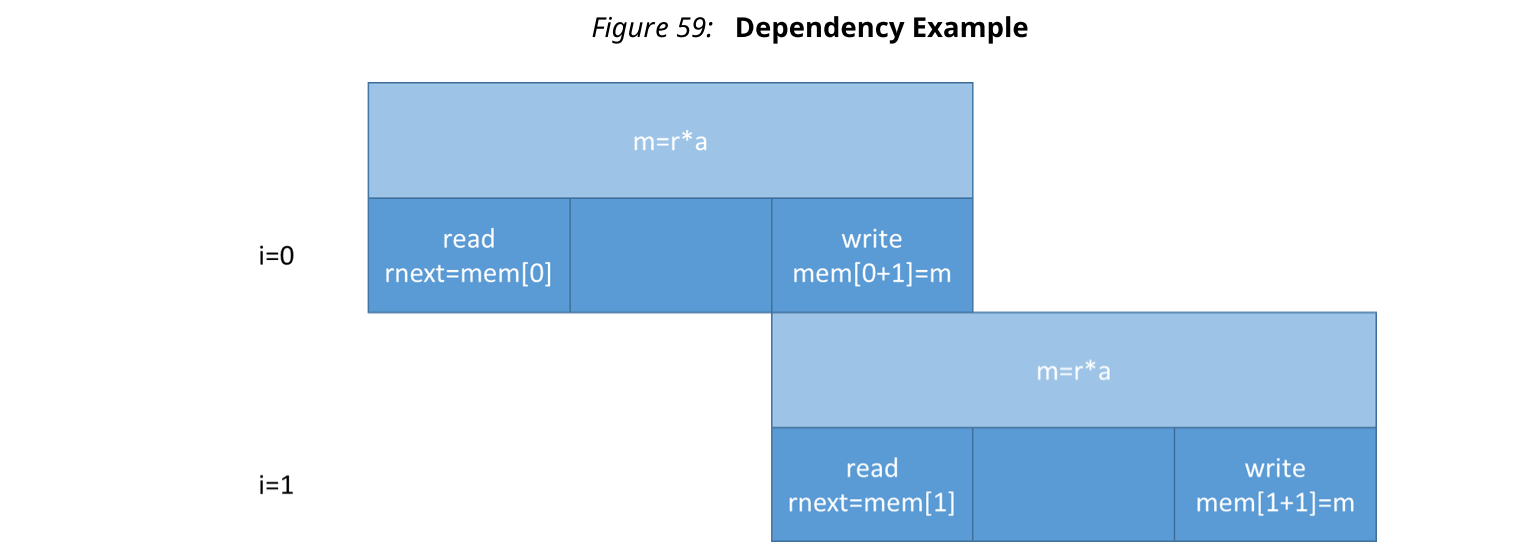 Figure 59: Dependency Example
m=r*a
i=0
read
rnext=mem[0]
write
mem[0+1]=m
m=r*a
i=1
read
rnext=mem[1]
write
mem[1+1]=m